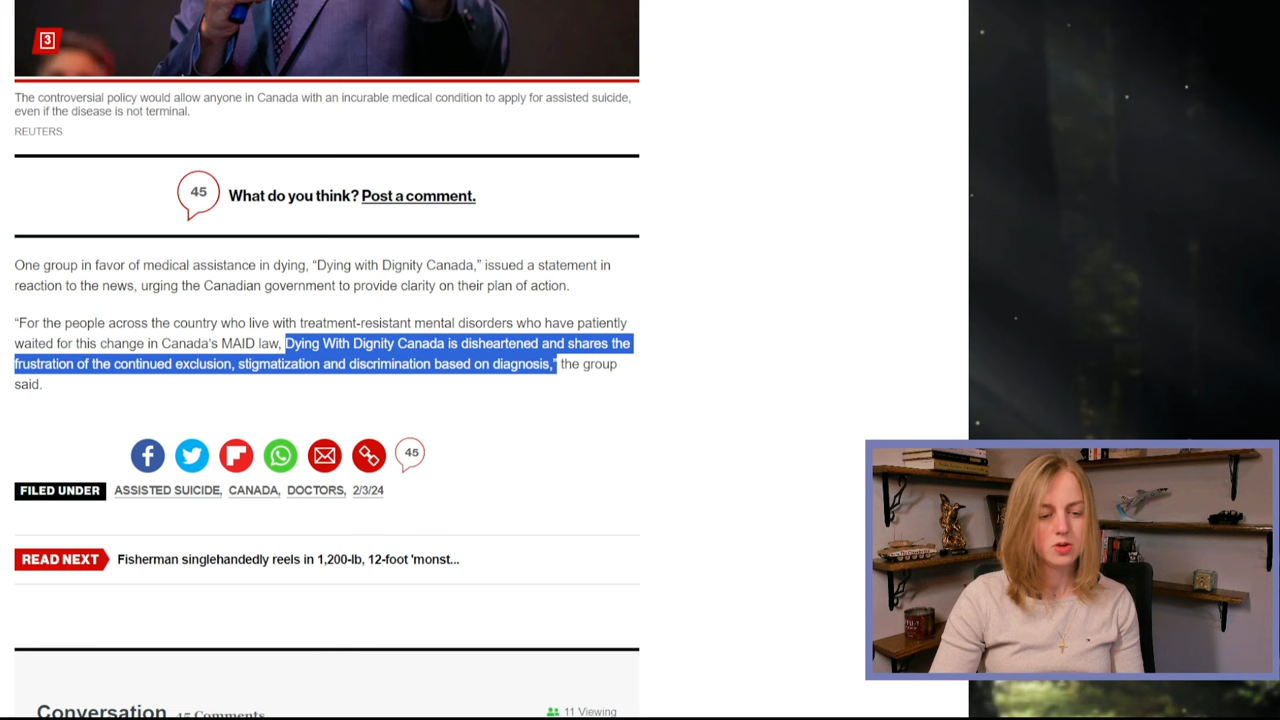 3
The controversial policy would allow anyone in Canada with an incurable medical condition to apply for assisted suicide,
even if the disease is not terminal.
REUTERS
45
What do you think? Post a comment.
One group in favor of medical assistance in dying, “Dying with Dignity Canada,” issued a statement in
reaction to the news, urging the Canadian government to provide clarity on their plan of action.
“For the people across the country who live with treatment-resistant mental disorders who have patiently
waited for this change in Canada’s MAID law, Dying With Dignity Canada is disheartened and shares the
frustration of the continued exclusion, stigmatization and discrimination based on diagnosis,” the group
said.
45
FILED UNDER ASSISTED SUICIDE, CANADA, DOCTORS, 2/3/24
READ NEXT Fisherman singlehandedly reels in 1,200-lb, 12-foot 'monst...
Conversation 45 Comments
11 Viewing